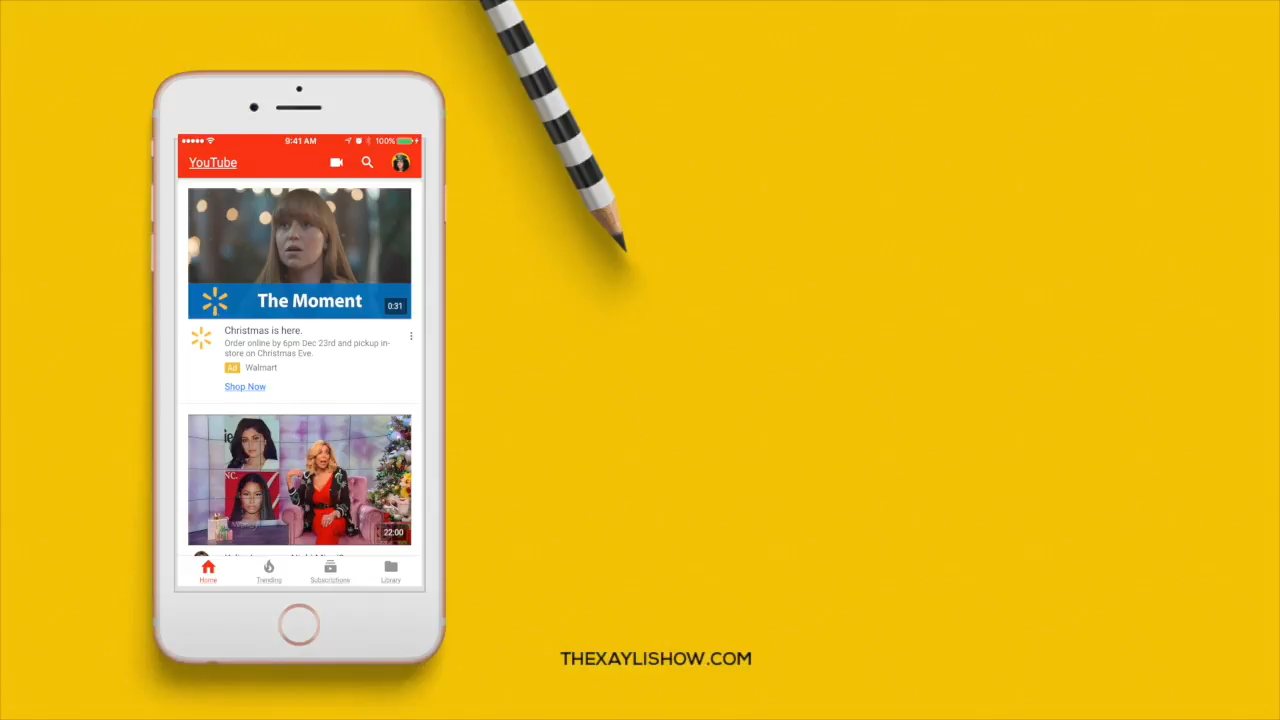 9:41 AM
100%
YouTube
The Moment
0:31
Christmas is here.
Order online by 6pm Dec 23rd and pickup in-
store on Christmas Eve.
Ad Walmart
Shop Now
NC.
22:00
Home
Trending
Subscriptions
Library
THEXAYLISHOW.COM